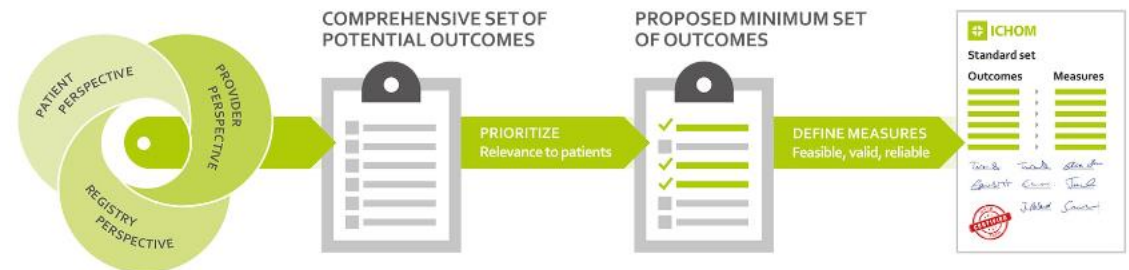 PATIENT
PERSPECTIVE
PROVIDER
PERSPECTIVE
REGISTRY
PERSPECTIVE
COMPREHENSIVE SET OF
POTENTIAL OUTCOMES
PRIORITIZE
Relevance to patients
PROPOSED MINIMUM SET
OF OUTCOMES
DEFINE MEASURES
Feasible, valid, reliable
ICHOM
Standard set
Outcomes Measures
CERTIFIED